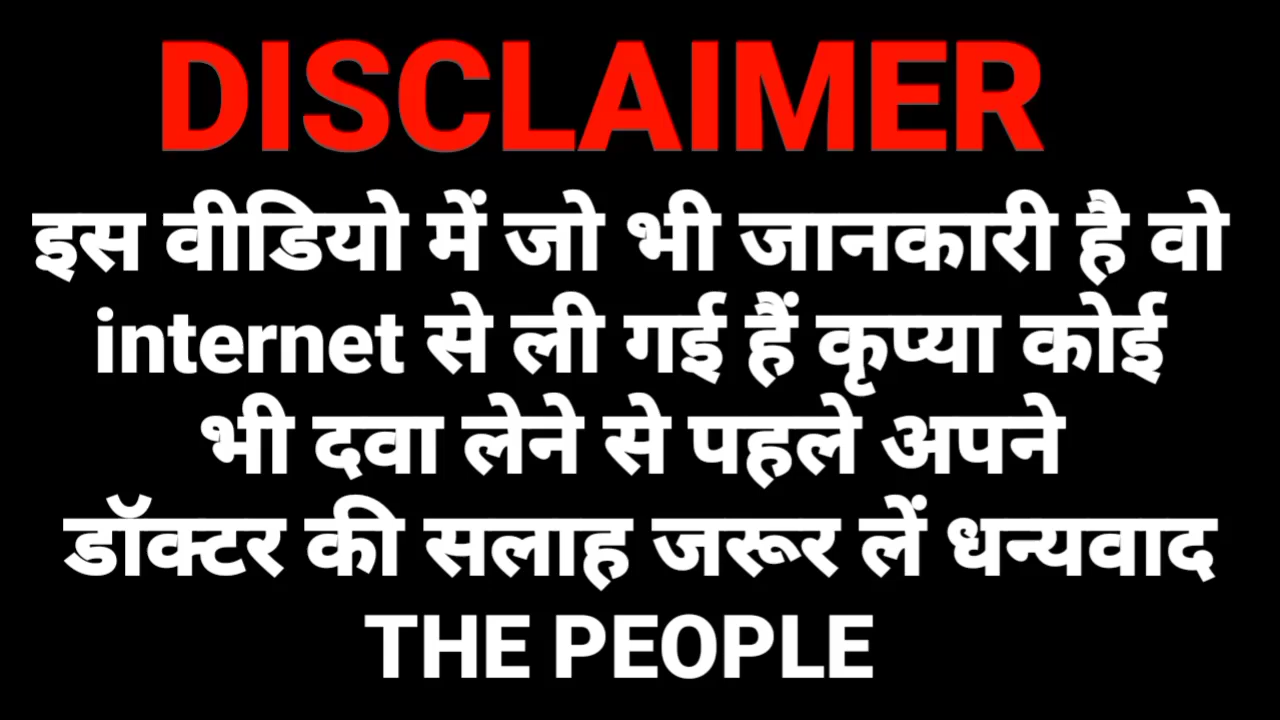 DISCLAIMER
इस वीडियो में जो भी जानकारी है वो
internet से ली गई हैं कृप्या कोई
भी दवा लेने से पहले अपने
डॉक्टर की सलाह जरूर लें धन्यवाद
THE PEOPLE